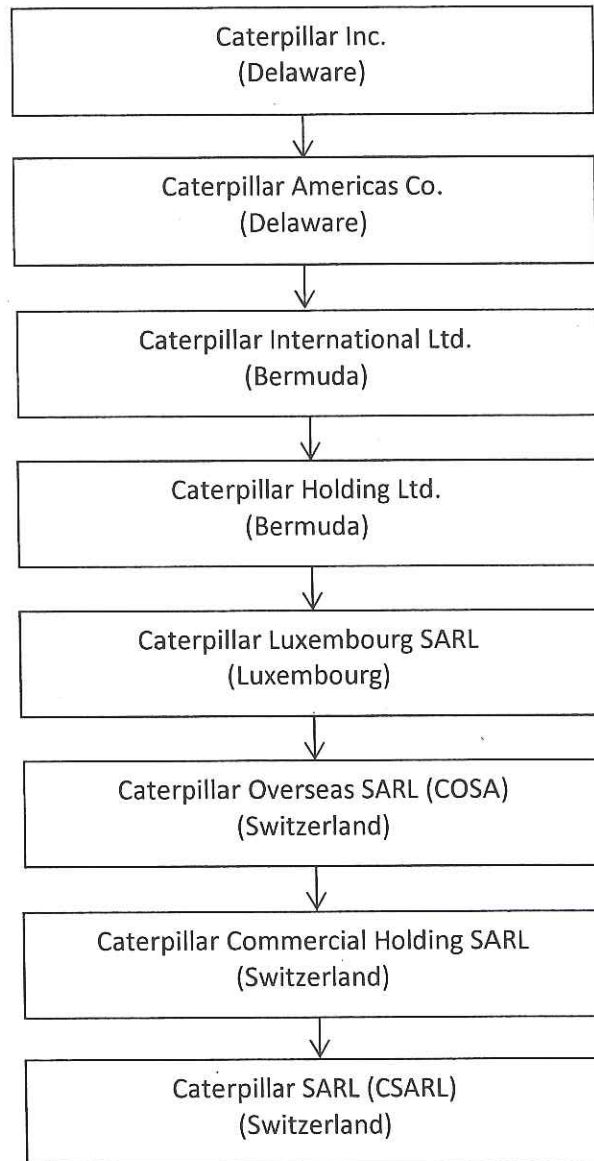 Caterpillar Inc.
(Delaware)
Caterpillar Americas Co.
(Delaware)
Caterpillar International Ltd.
(Bermuda)
Caterpillar Holding Ltd.
(Bermuda)
Caterpillar Luxembourg SARL
(Luxembourg)
Caterpillar Overseas SARL (COSA)
(Switzerland)
Caterpillar Commercial Holding SARL
(Switzerland)
Caterpillar SARL (CSARL)
(Switzerland)